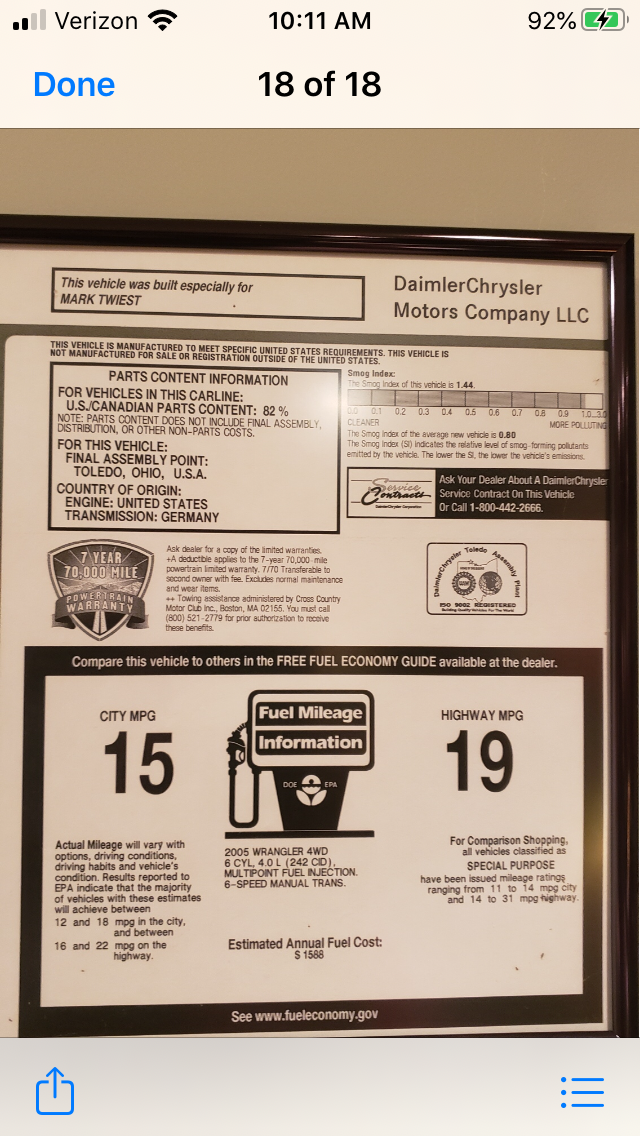 Verizon
10:11 AM
92%
Done
18 of 18
This vehicle was built especially for
MARK TWIEST
DaimlerChrysler
Motors Company LLC
THIS VEHICLE IS MANUFACTURED TO MEET SPECIFIC UNITED STATES REQUIREMENTS. THIS VEHICLE IS
NOT MANUFACTURED FOR SALE OR REGISTRATION OUTSIDE OF THE UNITED STATES.
PARTS CONTENT INFORMATION
FOR VEHICLES IN THIS CARLINE:
U.S./CANADIAN PARTS CONTENT: 82 %
NOTE: PARTS CONTENT DOES NOT INCLUDE FINAL ASSEMBLY,
DISTRIBUTION, OR OTHER NON-PARTS COSTS.
FOR THIS VEHICLE:
FINAL ASSEMBLY POINT:
TOLEDO, OHIO, U.S.A.
COUNTRY OF ORIGIN:
ENGINE: UNITED STATES
TRANSMISSION: GERMANY
Smog Index:
The Smog Index of this vehicle is 1.44.
0.0 0.1 0.2 0.3 0.4 0.5 0.6 0.7 0.8 0.9 1.0...3.0
CLEANER MORE POLLUTING
The Smog Index of the average new vehicle is 0.80
The Smog Index (SI) indicates the relative level of smog-forming pollutants
emitted by the vehicle. The lower the SI, the lower the vehicle's emissions.
Service
Contracts
DaimlerChrysler Corporation
Ask Your Dealer About A DaimlerChrysler
Service Contract On This Vehicle
Or Call 1-800-442-2666.
7 YEAR
70,000 MILE
POWERTRAIN
WARRANTY
Ask dealer for a copy of the limited warranties.
+A deductible applies to the 7-year 70,000-mile
powertrain limited warranty. 7/70 Transferable to
second owner with fee. Excludes normal maintenance
and wear items.
++ Towing assistance administered by Cross Country
Motor Club Inc., Boston, MA 02155. You must call
(800) 521-2779 for prior authorization to receive
these benefits.
DaimlerChrysler Toledo Assembly Plant
ISO 9002 REGISTERED
Building Quality Vehicles For The World
Compare this vehicle to others in the FREE FUEL ECONOMY GUIDE available at the dealer.
CITY MPG
15
Fuel Mileage
Information
DOE EPA
HIGHWAY MPG
19
Actual Mileage will vary with
options, driving conditions,
driving habits and vehicle's
condition. Results reported to
EPA indicate that the majority
of vehicles with these estimates
will achieve between
12 and 18 mpg in the city,
and between
16 and 22 mpg on the
highway.
2005 WRANGLER 4WD
6 CYL, 4.0 L (242 CID),
MULTIPOINT FUEL INJECTION.
6-SPEED MANUAL TRANS.
Estimated Annual Fuel Cost:
$ 1588
For Comparison Shopping,
all vehicles classified as
SPECIAL PURPOSE
have been issued mileage ratings
ranging from 11 to 14 mpg city
and 14 to 31 mpg highway.
See www.fueleconomy.gov